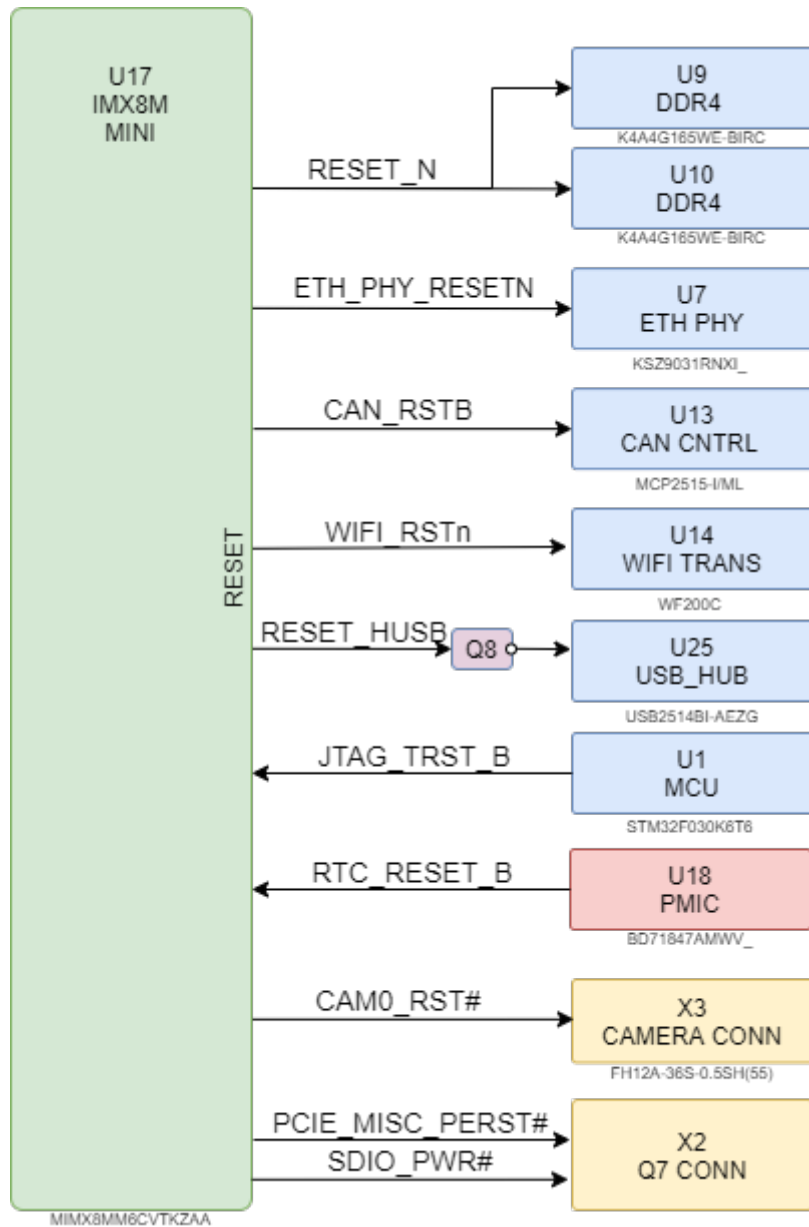 U17
IMX8M
MINI
U9
DDR4
K4A4G165WE-BIRC
RESET_N
U10
DDR4
K4A4G165WE-BIRC
ETH_PHY_RESETN
U7
ETH PHY
KSZ9031RNXI_
CAN_RSTB
U13
CAN CNTRL
MCP2515-I/ML
RESET
WIFI_RSTn
U14
WIFI TRANS
WF200C
RESET_HUSB
Q8
U25
USB_HUB
USB2514BI-AEZG
JTAG_TRST_B
U1
MCU
STM32F030K6T6
RTC_RESET_B
U18
PMIC
BD71847AMWV_
CAM0_RST#
X3
CAMERA CONN
FH12A-36S-0.5SH(55)
PCIE_MISC_PERST#
SDIO_PWR#
X2
Q7 CONN
MIMX8MM6CVTKZAA